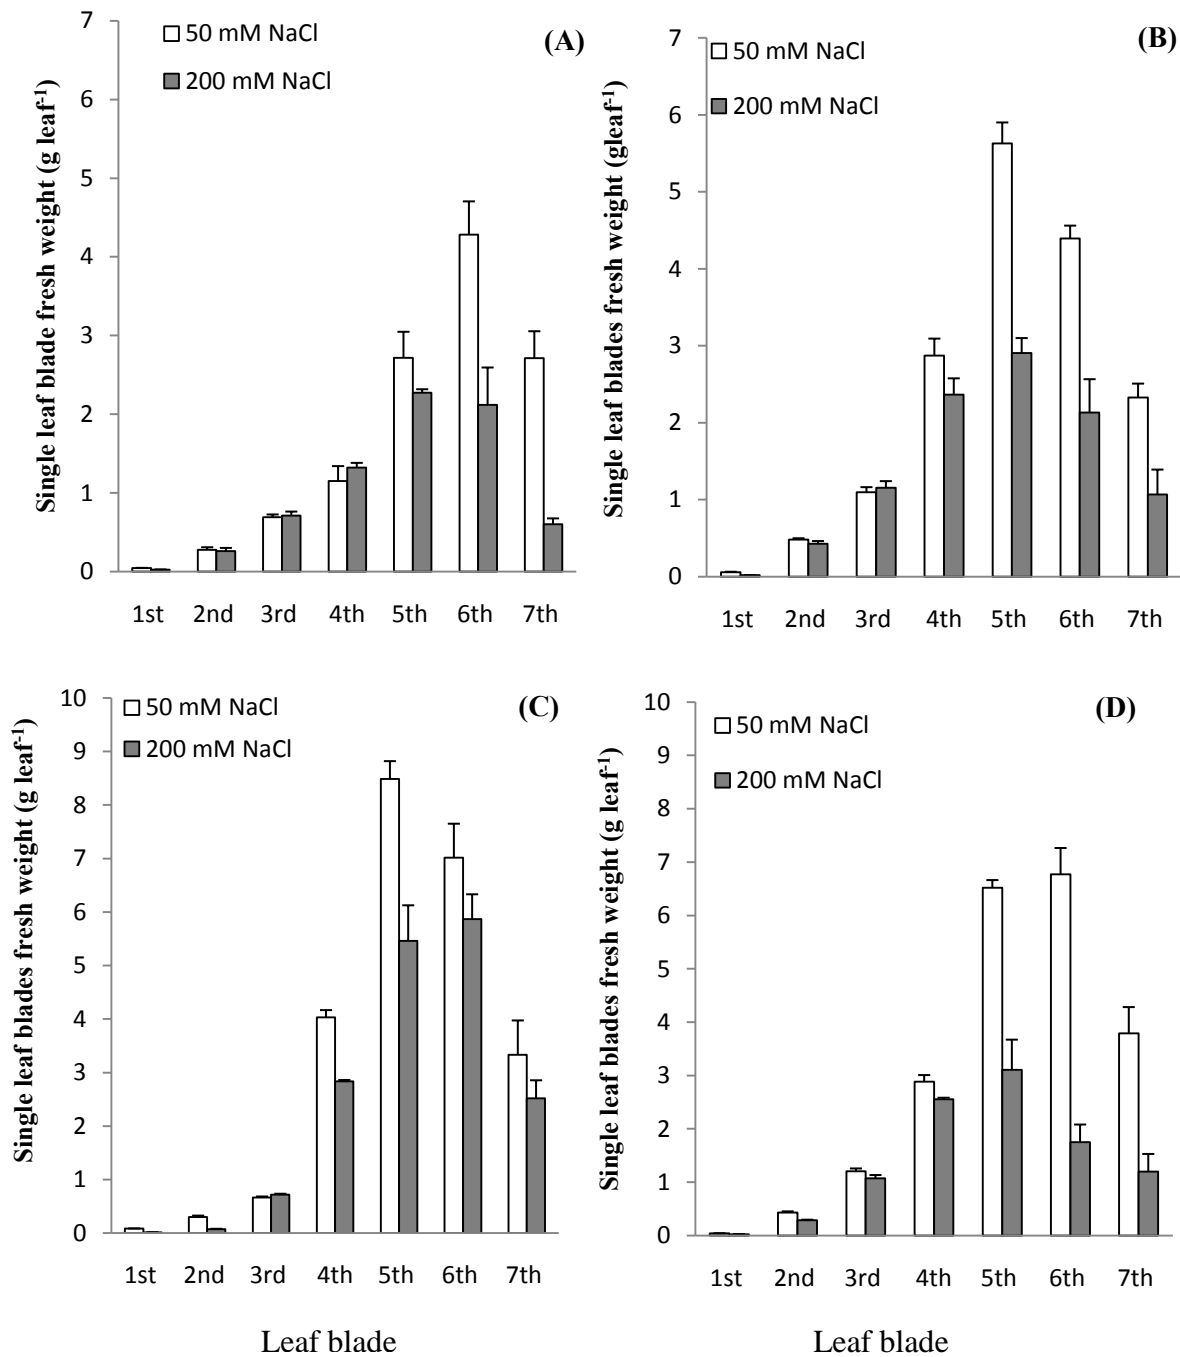 Single leaf blade fresh weight (g leaf-1)
7
6
5
4
3
2
1
0
50 mM NaCl
200 mM NaCl
(A)
1st 2nd 3rd 4th 5th 6th 7th
Single leaf blades fresh weight (gleaf-1)
7
6
5
4
3
2
1
0
50 mM NaCl
200 mM NaCl
(B)
1st 2nd 3rd 4th 5th 6th 7th
Single leaf blades fresh weight (g leaf-1)
10
9
8
7
6
5
4
3
2
1
0
50 mM NaCl
200 mM NaCl
(C)
1st 2nd 3rd 4th 5th 6th 7th
Leaf blade
Single leaf blades fresh weight (g leaf-1)
10
9
8
7
6
5
4
3
2
1
0
50 mM NaCl
200 mM NaCl
(D)
1st 2nd 3rd 4th 5th 6th 7th
Leaf blade